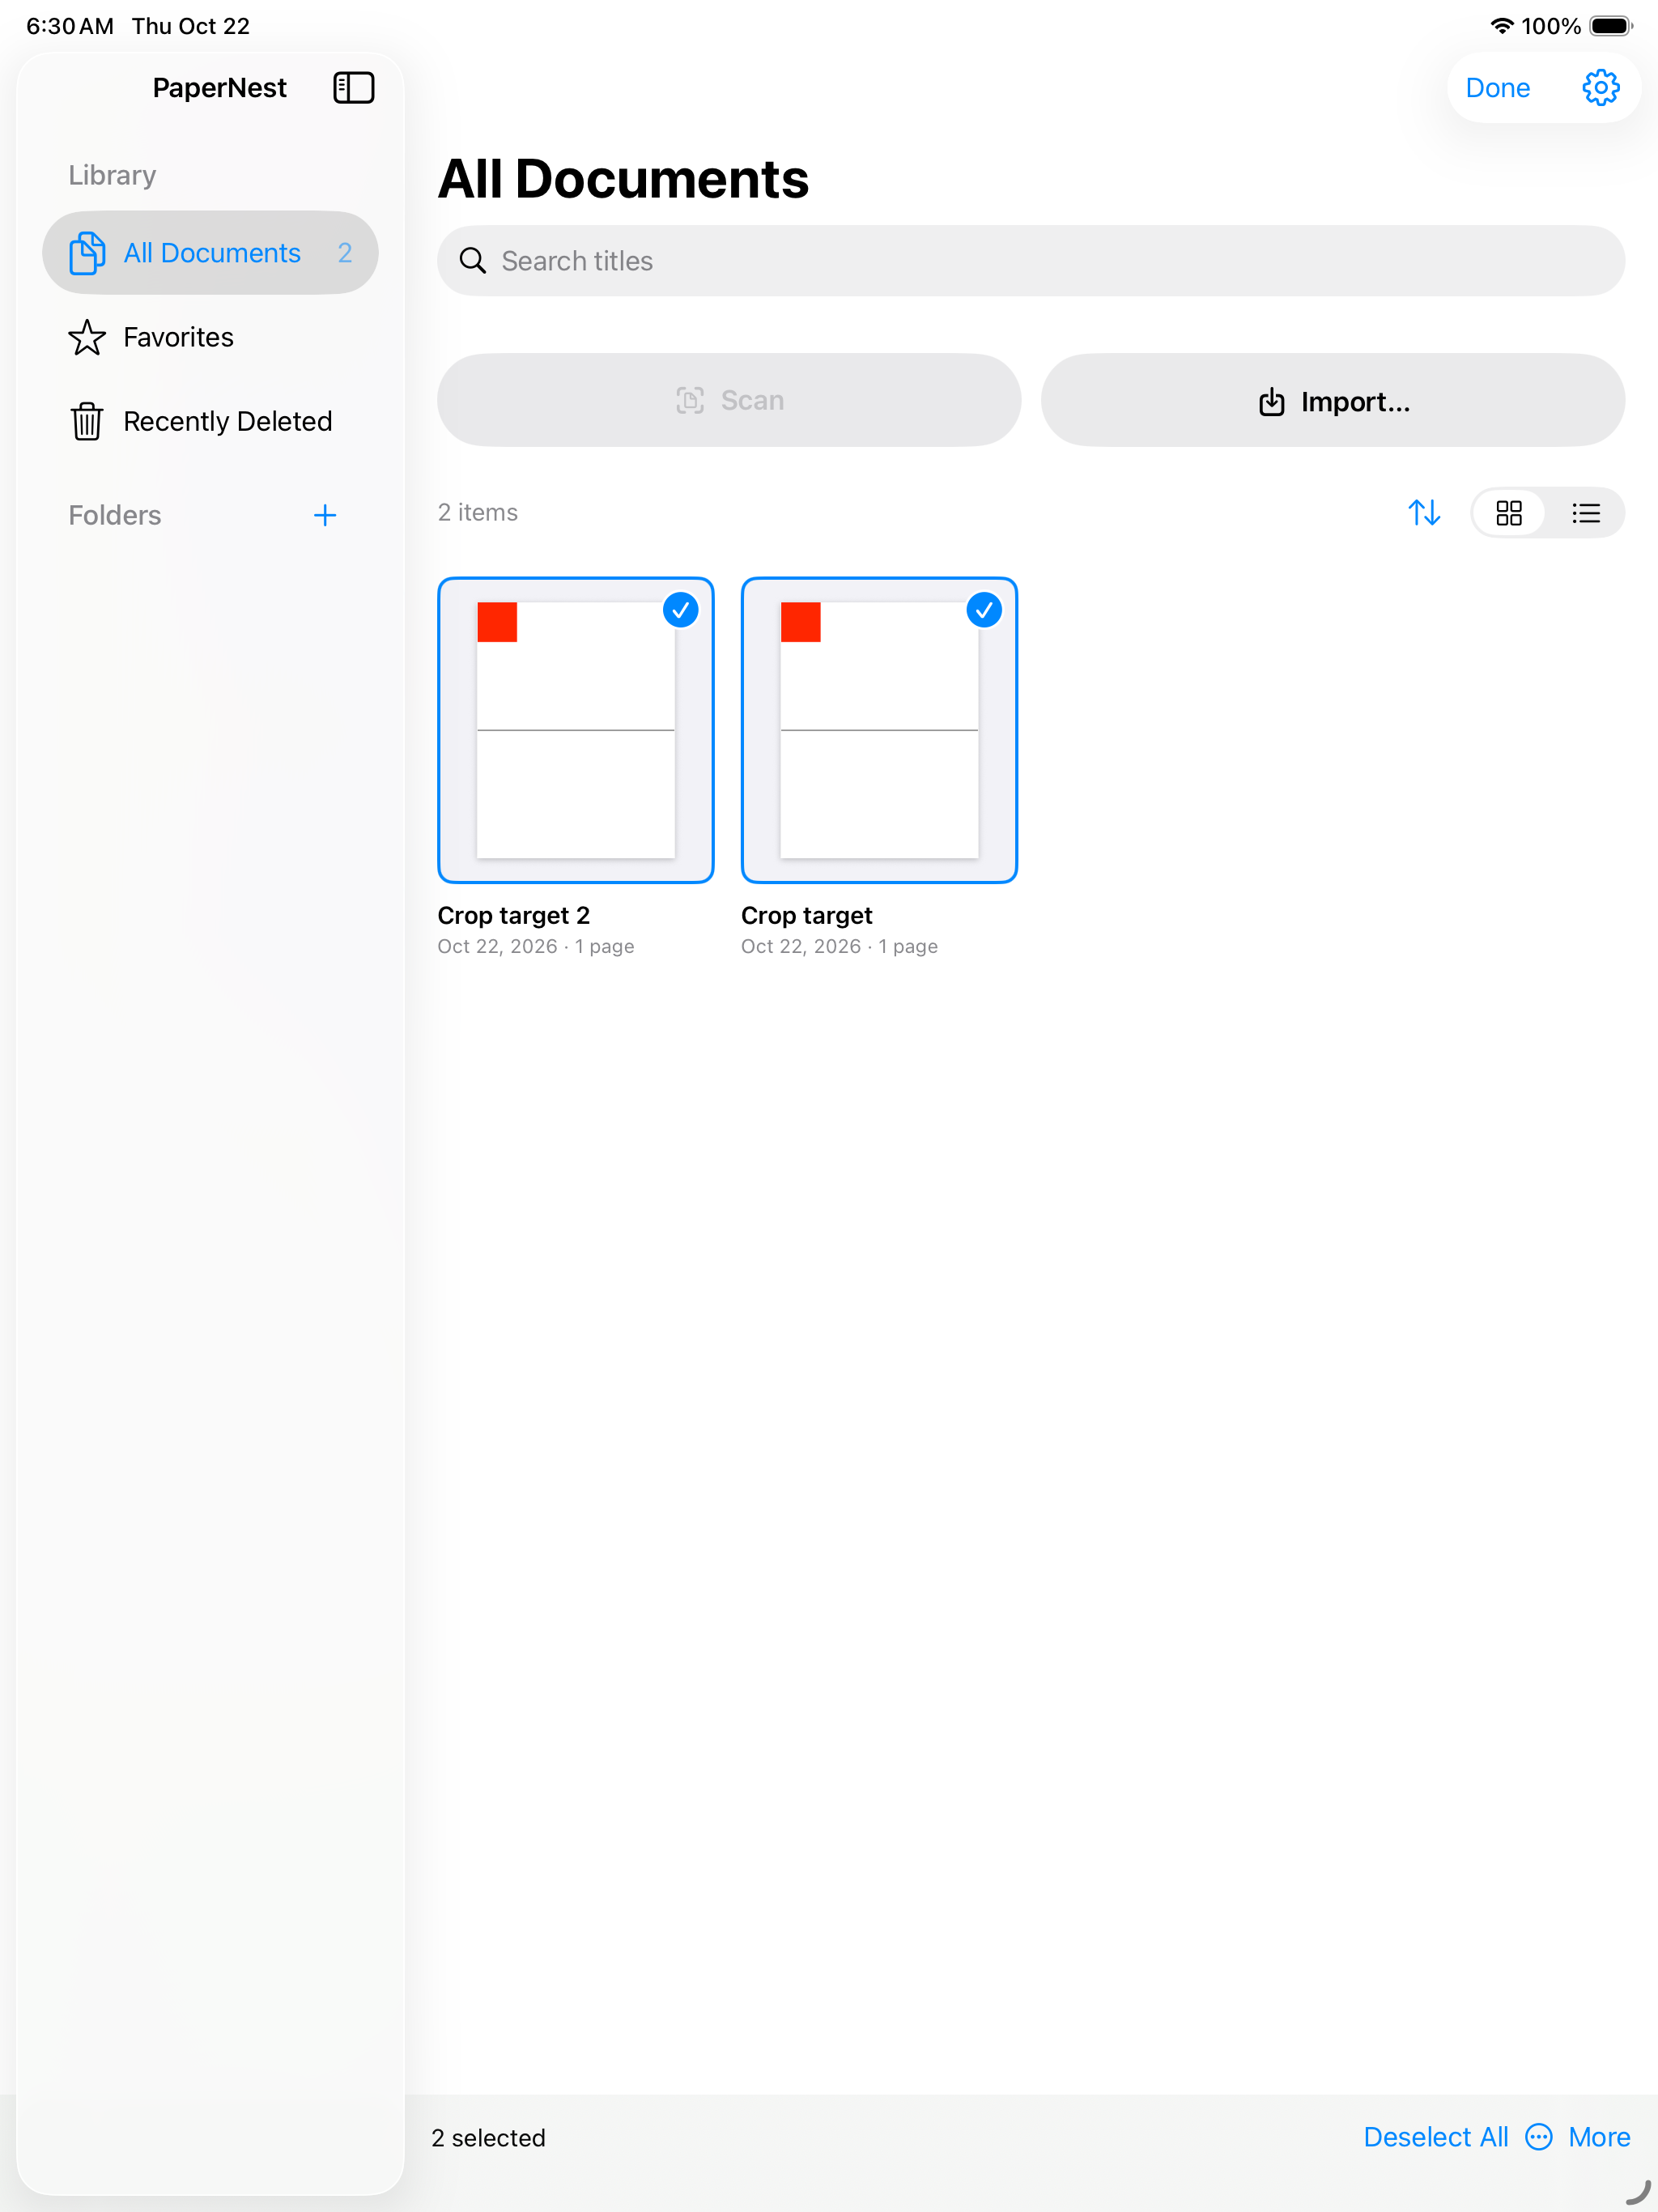 6:30 AM Thu Oct 22
100%
PaperNest
Done
Library
All Documents 2
Favorites
Recently Deleted
Folders
All Documents
Search titles
Scan
Import...
2 items
Crop target 2
Oct 22, 2026 · 1 page
Crop target
Oct 22, 2026 · 1 page
2 selected
Deselect All
More